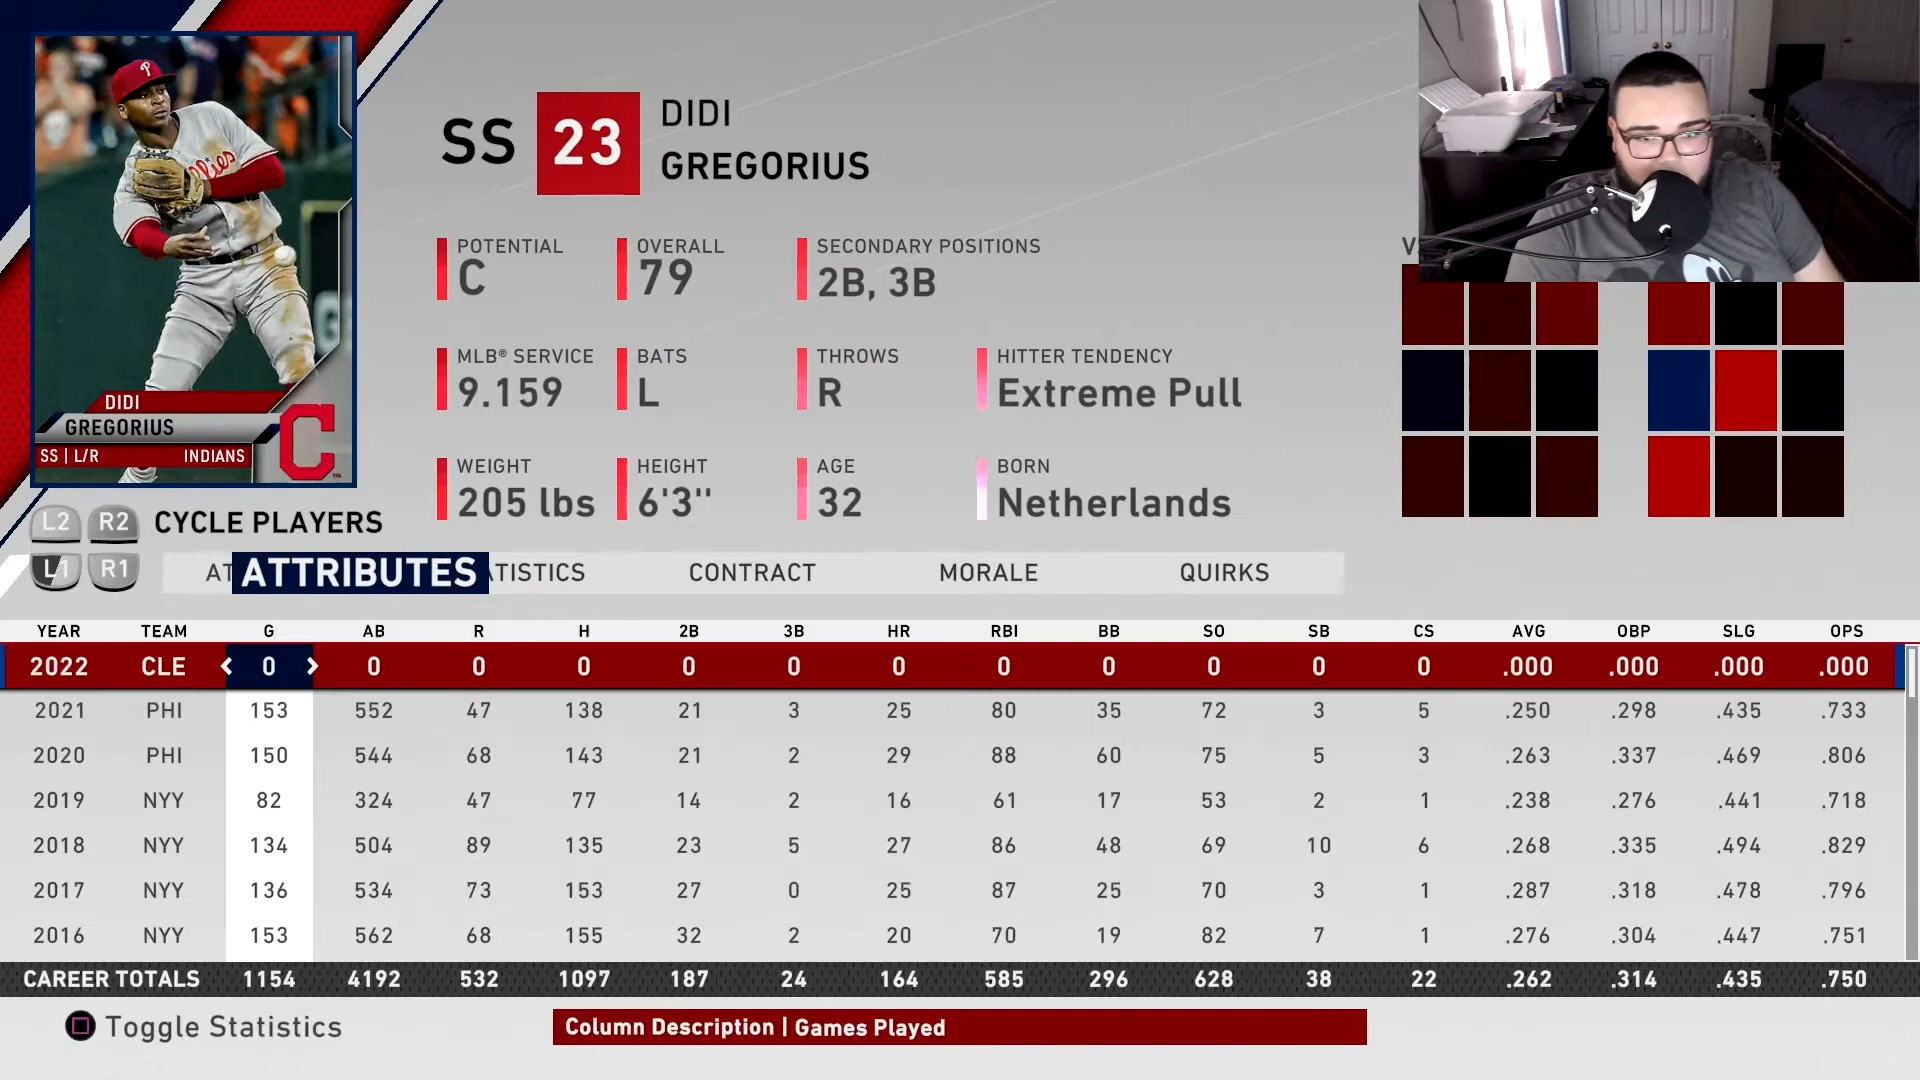 SS 23 DIDI
GREGORIUS
POTENTIAL OVERALL SECONDARY POSITIONS
C 79 2B, 3B
MLB® SERVICE BATS THROWS HITTER TENDENCY
9.159 L R Extreme Pull
WEIGHT HEIGHT AGE BORN
205 lbs 6'3" 32 Netherlands
P
DIDI
GREGORIUS
SS | L/R INDIANS
C
L2 R2 CYCLE PLAYERS
L1 R1
ATTRIBUTES CONTRACT MORALE QUIRKS
YEAR TEAM G AB R H 2B 3B HR RBI BB SO SB CS AVG OBP SLG OPS
2022 CLE 0 0 0 0 0 0 0 0 0 0 0 0 .000 .000 .000 .000
2021 PHI 153 552 47 138 21 3 25 80 35 72 3 5 .250 .298 .435 .733
2020 PHI 150 544 68 143 21 2 29 88 60 75 5 3 .263 .337 .469 .806
2019 NYY 82 324 47 77 14 2 16 61 17 53 2 1 .238 .276 .441 .718
2018 NYY 134 504 89 135 23 5 27 86 48 69 10 6 .268 .335 .494 .829
2017 NYY 136 534 73 153 27 0 25 87 25 70 3 1 .287 .318 .478 .796
2016 NYY 153 562 68 155 32 2 20 70 19 82 7 1 .276 .304 .447 .751
CAREER TOTALS 1154 4192 532 1097 187 24 164 585 296 628 38 22 .262 .314 .435 .750
Toggle Statistics
Column Description | Games Played